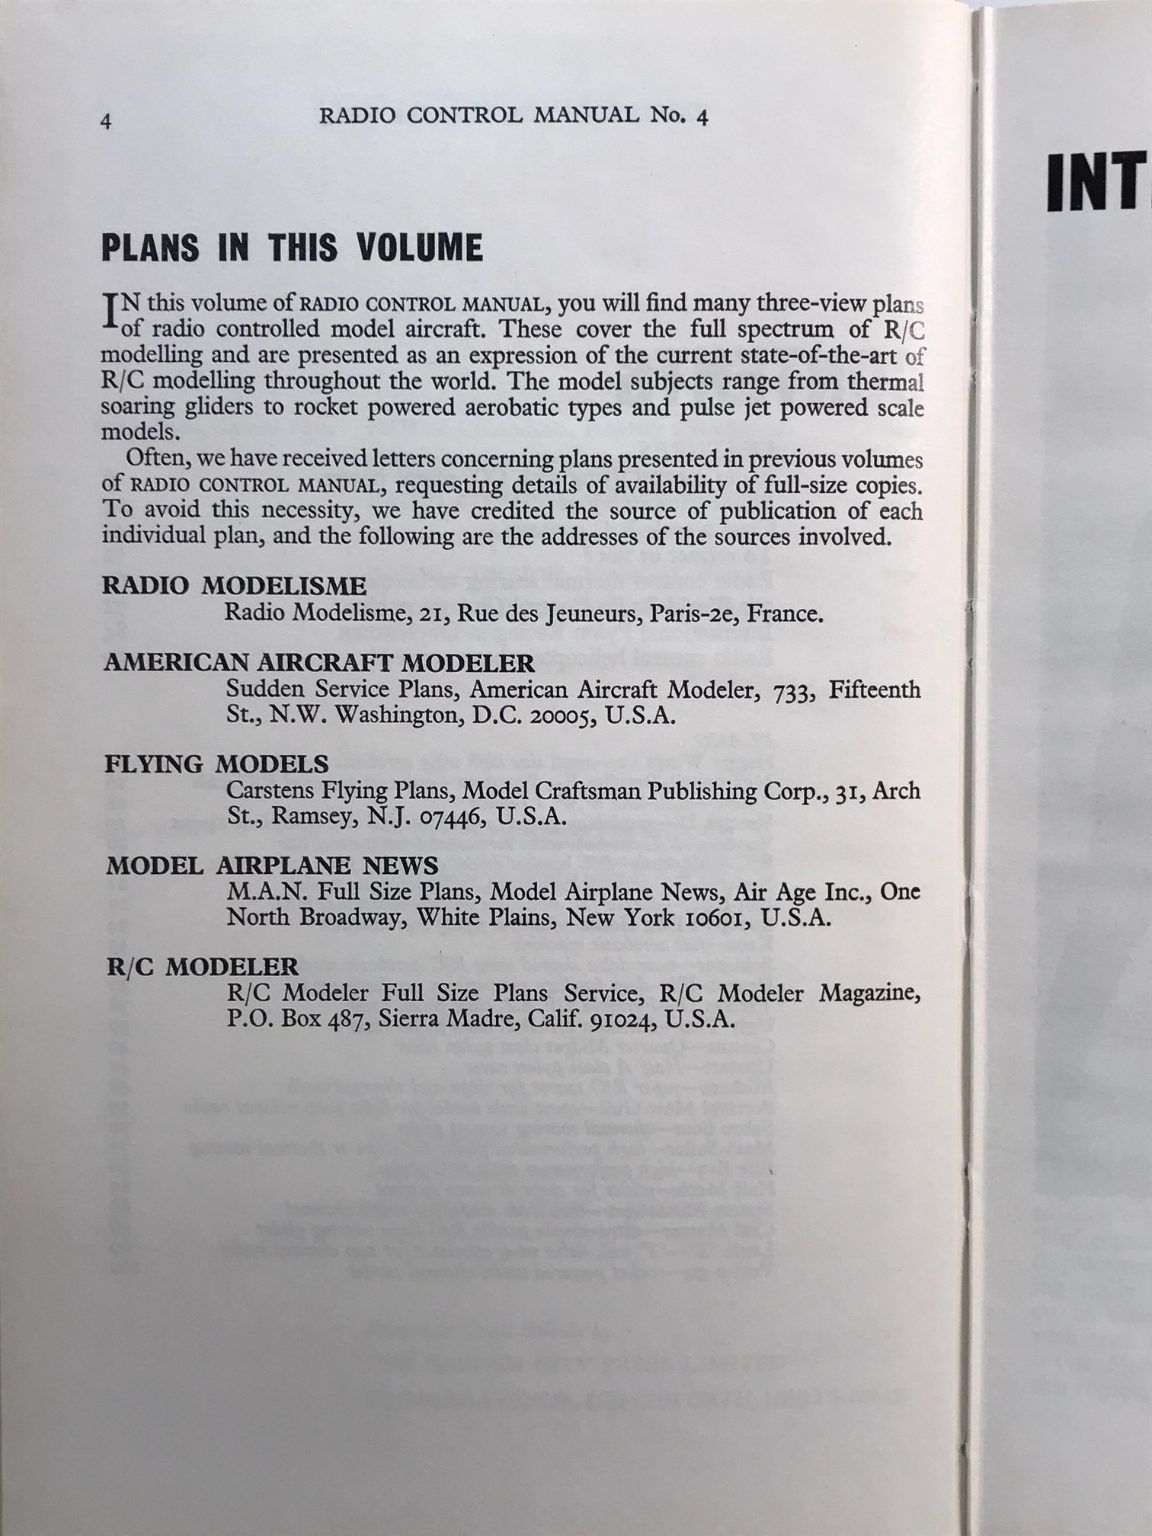 4
RADIO CONTROL MANUAL No. 4
PLANS IN THIS VOLUME
IN this volume of RADIO CONTROL MANUAL, you will find many three-view plans
of radio controlled model aircraft. These cover the full spectrum of R/C
modelling and are presented as an expression of the current state-of-the-art of
R/C modelling throughout the world. The model subjects range from thermal
soaring gliders to rocket powered aerobatic types and pulse jet powered scale
models.
Often, we have received letters concerning plans presented in previous volumes
of RADIO CONTROL MANUAL, requesting details of availability of full-size copies.
To avoid this necessity, we have credited the source of publication of each
individual plan, and the following are the addresses of the sources involved.
RADIO MODELISME
Radio Modelisme, 21, Rue des Jeuneurs, Paris-2e, France.
AMERICAN AIRCRAFT MODELER
Sudden Service Plans, American Aircraft Modeler, 733, Fifteenth
St., N.W. Washington, D.C. 20005, U.S.A.
FLYING MODELS
Carstens Flying Plans, Model Craftsman Publishing Corp., 31, Arch
St., Ramsey, N.J. 07446, U.S.A.
MODEL AIRPLANE NEWS
M.A.N. Full Size Plans, Model Airplane News, Air Age Inc., One
North Broadway, White Plains, New York 10601, U.S.A.
R/C MODELER
R/C Modeler Full Size Plans Service, R/C Modeler Magazine,
P.O. Box 487, Sierra Madre, Calif. 91024, U.S.A.
INT